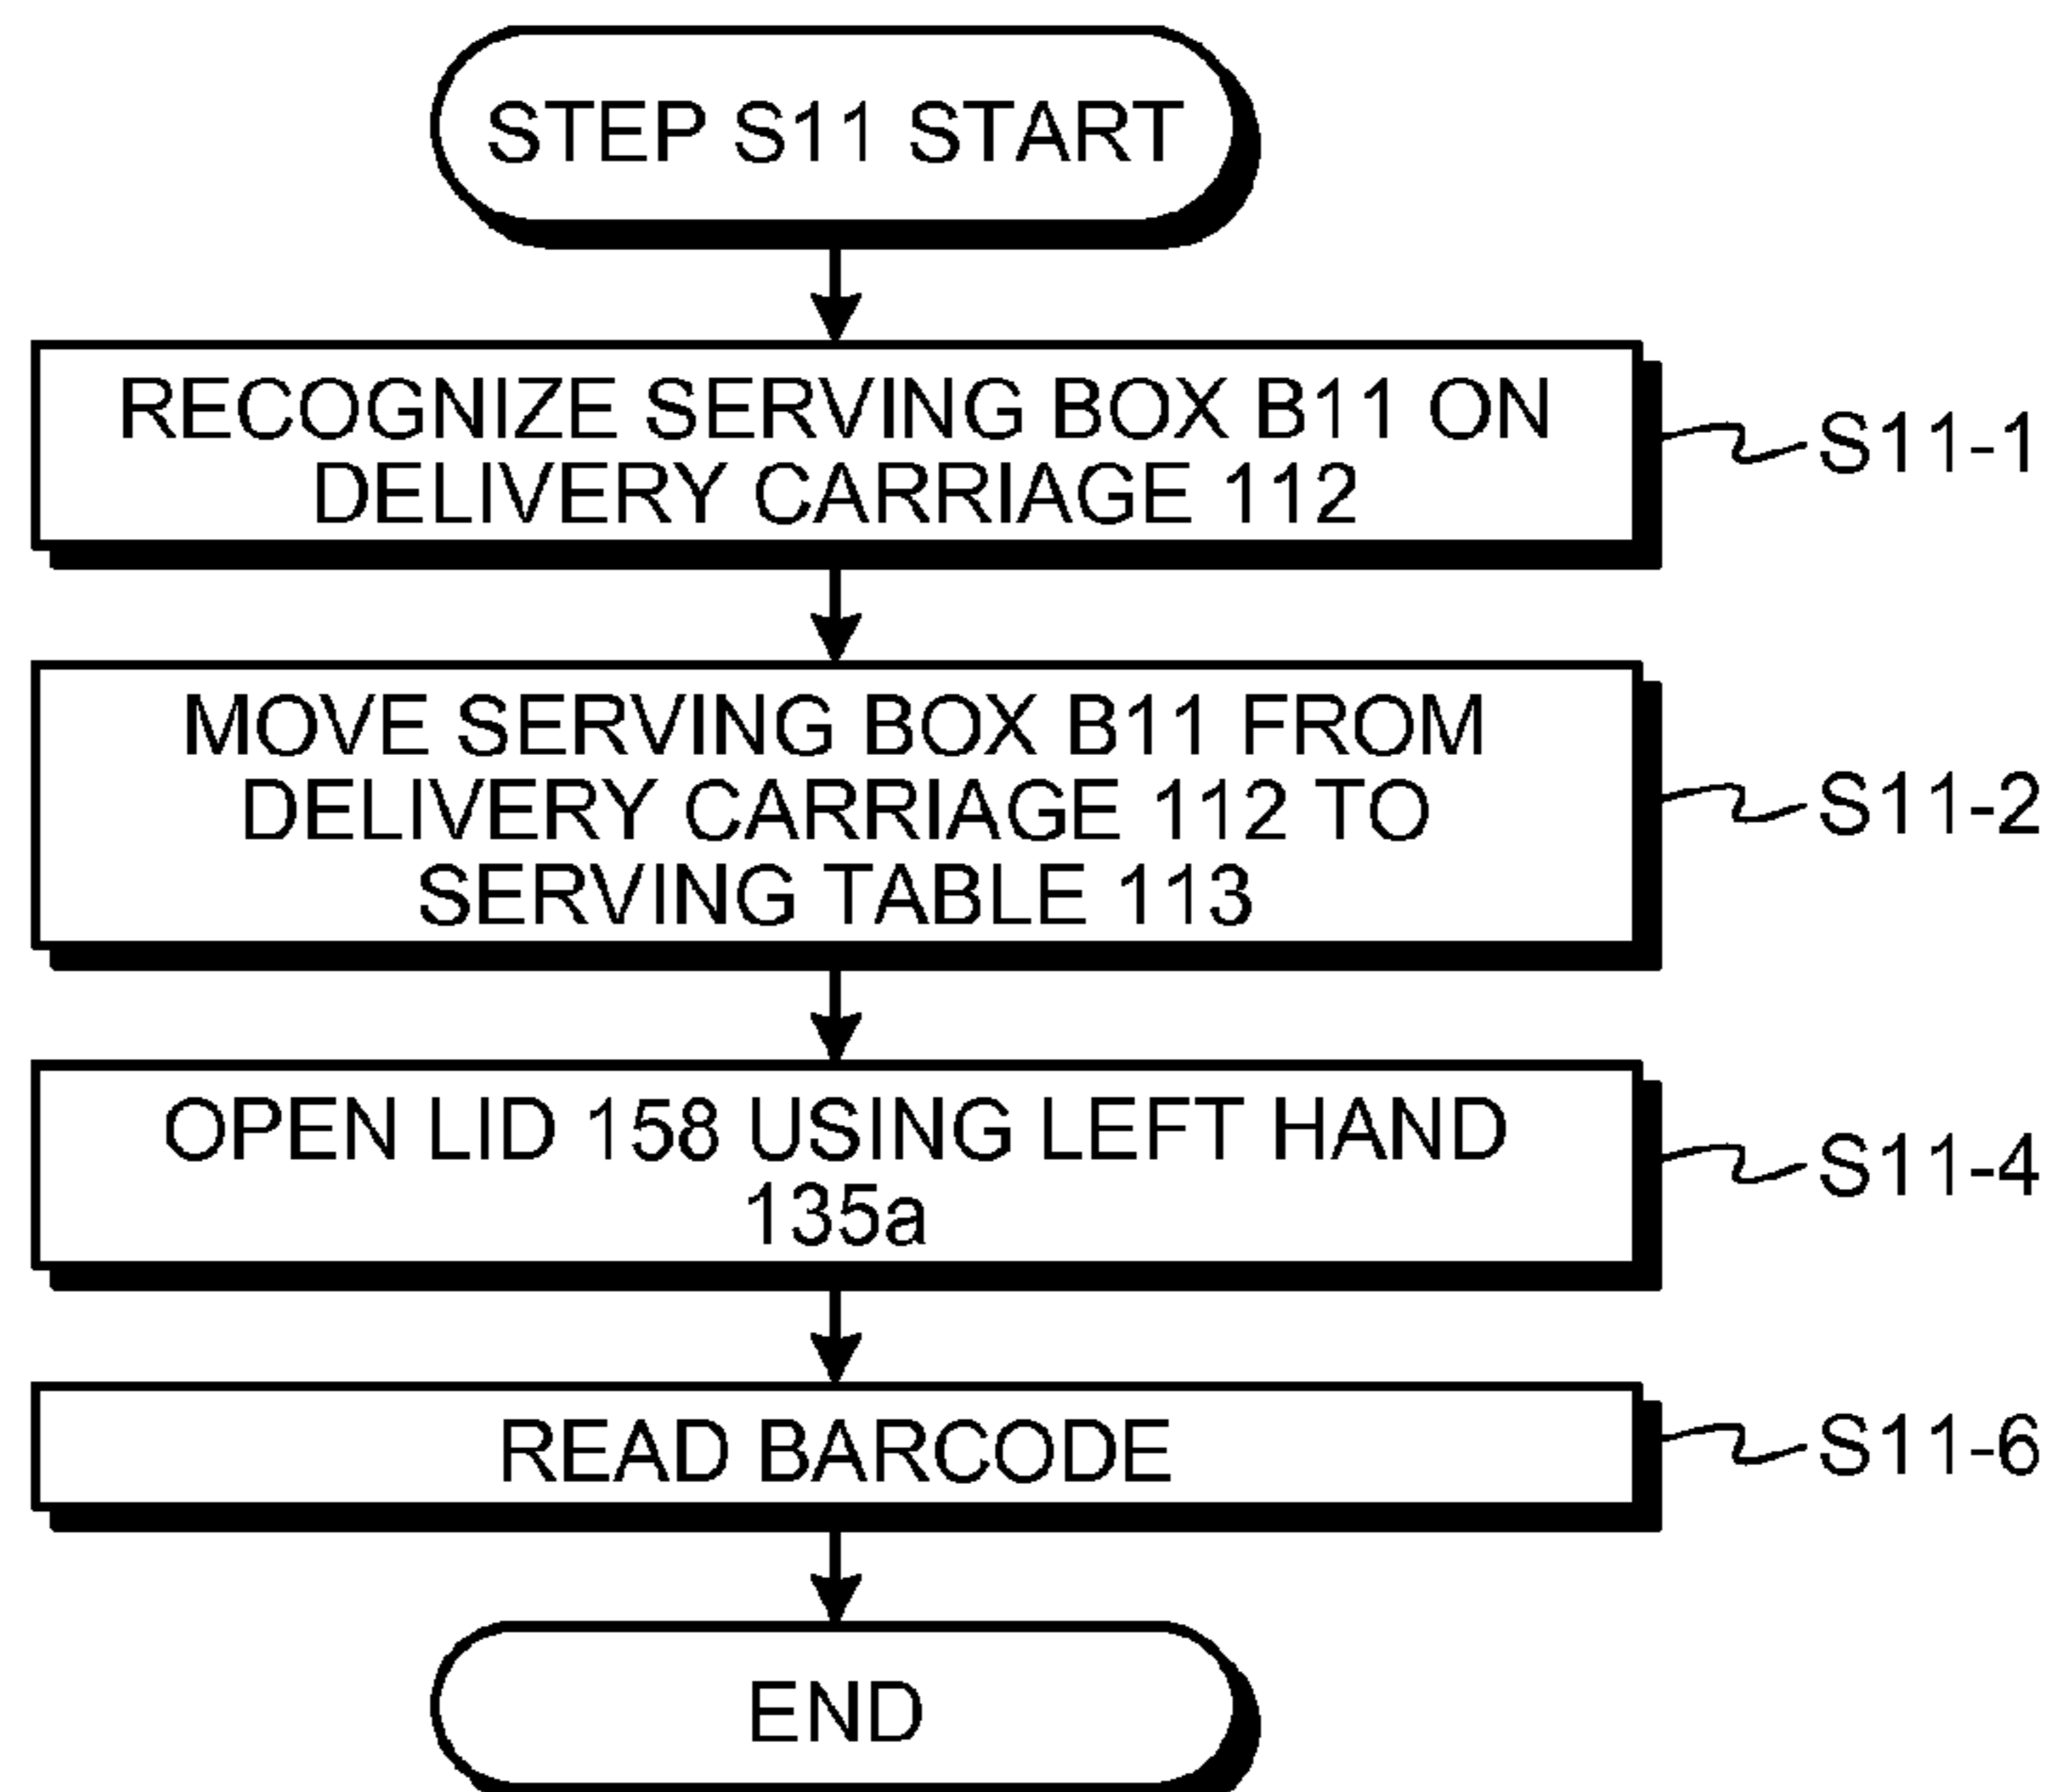 STEP S11 START
RECOGNIZE SERVING BOX B11 ON
DELIVERY CARRIAGE 112
S11-1
MOVE SERVING BOX B11 FROM
DELIVERY CARRIAGE 112 TO
SERVING TABLE 113
S11-2
OPEN LID 158 USING LEFT HAND
135a
S11-4
READ BARCODE
S11-6
END